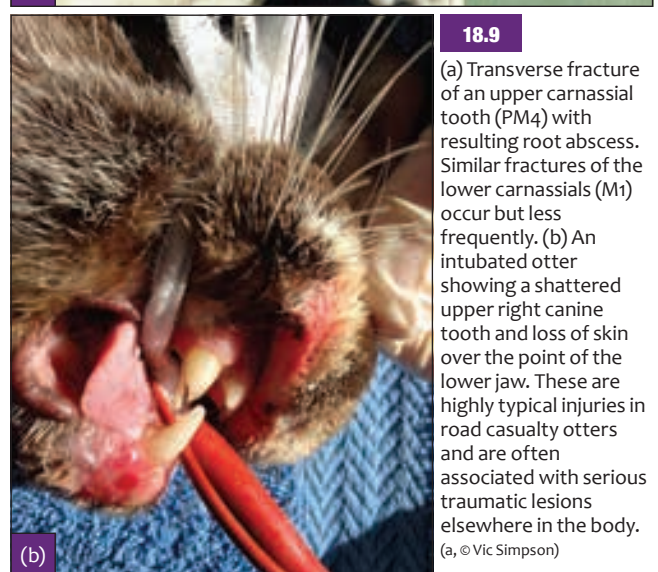 18.9
(a) Transverse fracture
of an upper carnassial
tooth (PM4) with
resulting root abscess.
Similar fractures of the
lower carnassials (M1)
occur but less
frequently. (b) An
intubated otter
showing a shattered
upper right canine
tooth and loss of skin
over the point of the
lower jaw. These are
highly typical injuries in
road casualty otters
and are often
associated with serious
traumatic lesions
elsewhere in the body.
(a, © Vic Simpson)
(b)